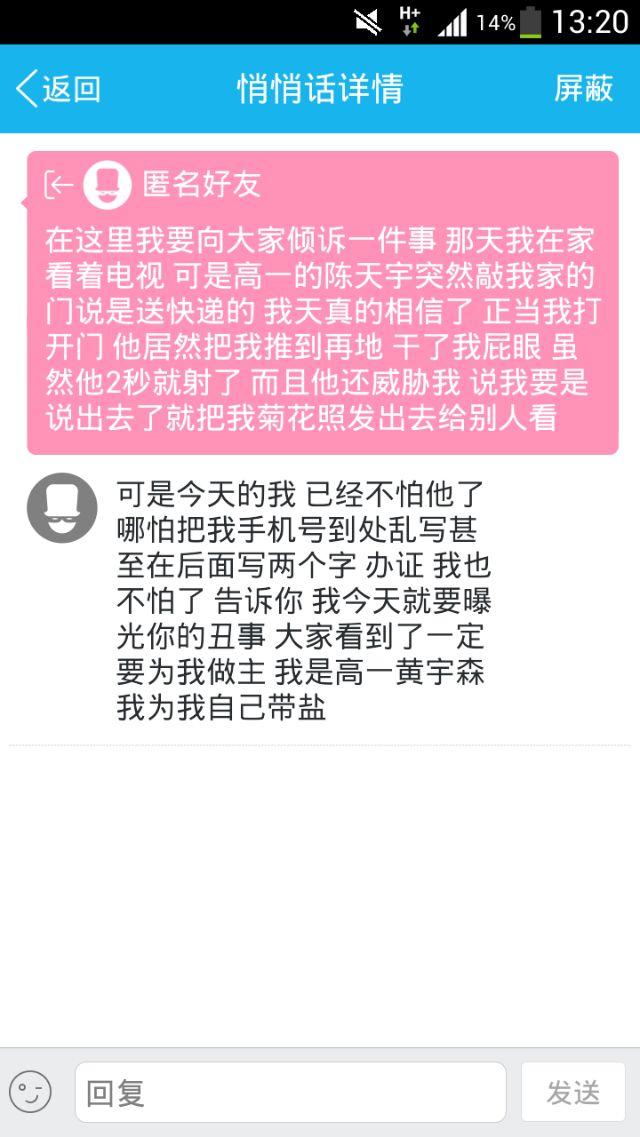 14% 13:20
返回 悄悄话详情 屏蔽
匿名好友
在这里我要向大家倾诉一件事 那天我在家
看着电视 可是高一的陈天宇突然敲我家的
门说是送快递的 我天真的相信了 正当我打
开门 他居然把我推到再地 干了我屁眼 虽
然他2秒就射了 而且他还威胁我 说我要是
说出去了就把我菊花照发出去给别人看
可是今天的我 已经不怕他了
哪怕把我手机号到处乱写甚
至在后面写两个字 办证 我也
不怕了 告诉你 我今天就要曝
光你的丑事 大家看到了一定
要为我做主 我是高一黄宇森
我为我自己带盐
回复 发送